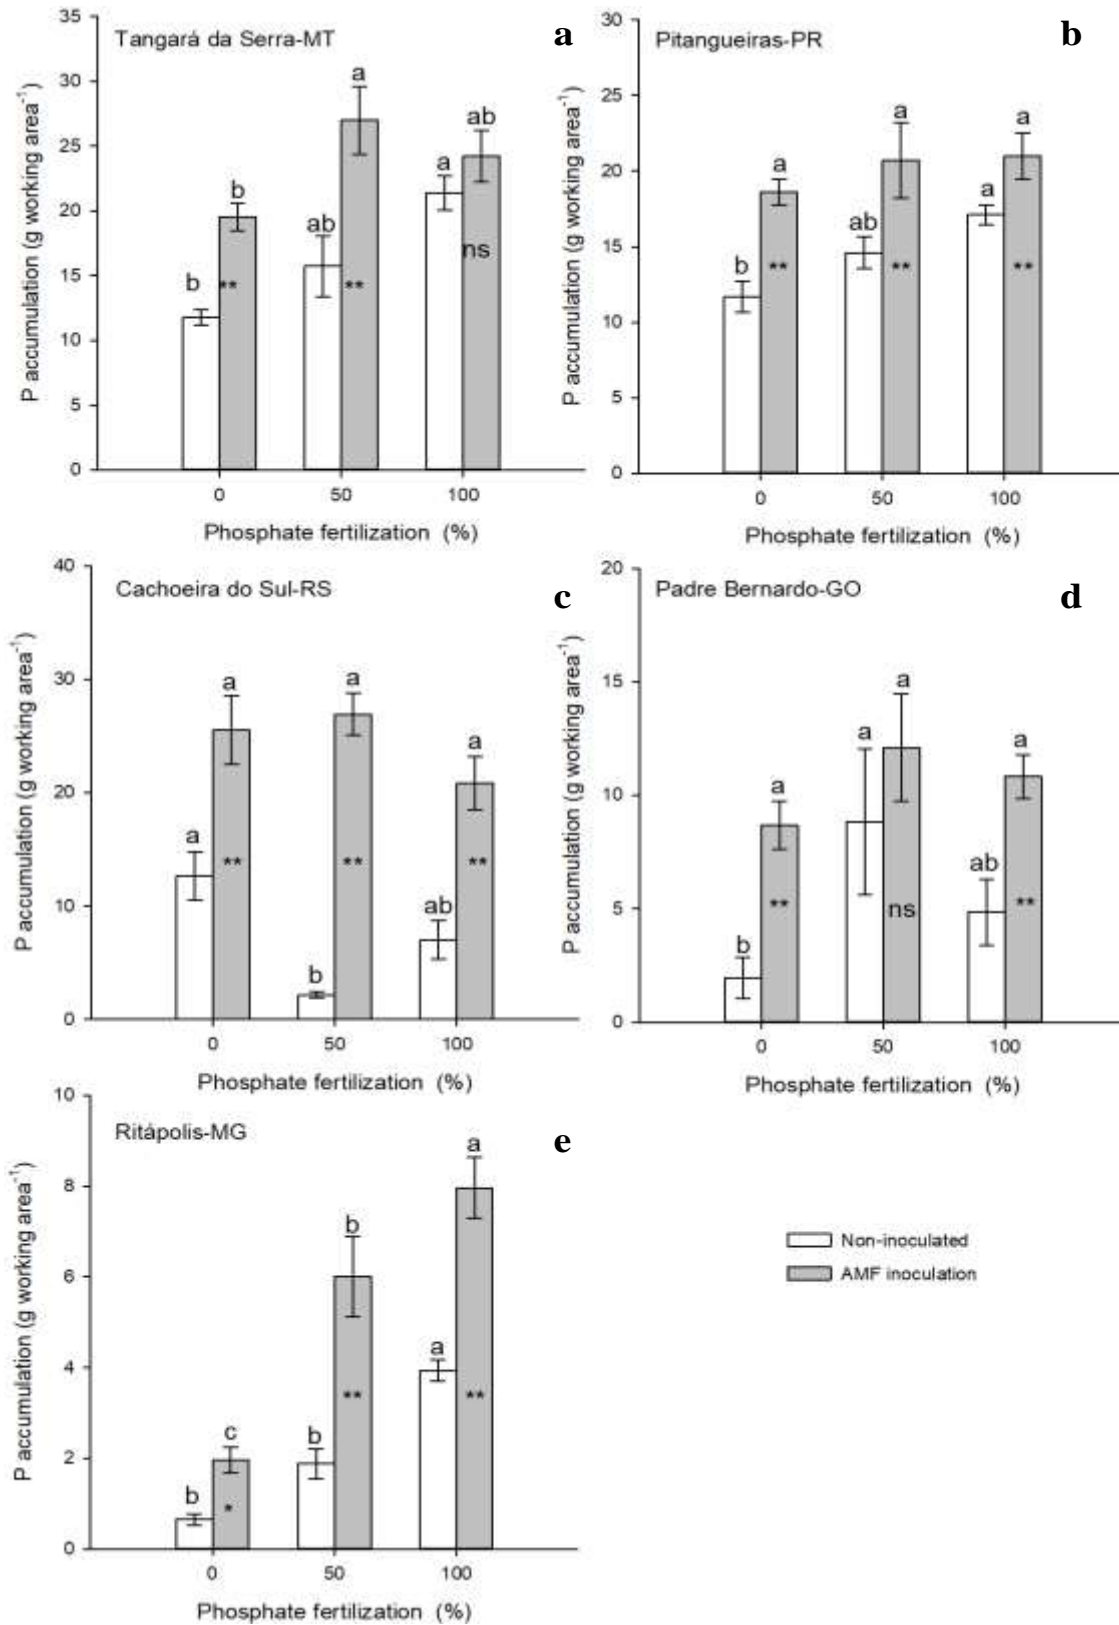 Tangará da Serra-MT
a
P accumulation (g working area⁻¹)
35
30
25
20
15
10
5
0
b
**
b
ab
**
a
a
ns
ab
0 50 100
Phosphate fertilization (%)
Pitangueiras-PR
b
P accumulation (g working area⁻¹)
30
25
20
15
10
5
0
b
**
a
ab
**
a
a
**
a
0 50 100
Phosphate fertilization (%)
Cachoeira do Sul-RS
c
P accumulation (g working area⁻¹)
40
30
20
10
0
a
**
a
b
**
a
ab
**
a
0 50 100
Phosphate fertilization (%)
Padre Bernardo-GO
d
P accumulation (g working area⁻¹)
20
15
10
5
0
b
**
a
a
ns
a
ab
**
a
0 50 100
Phosphate fertilization (%)
Ritápolis-MG
e
P accumulation (g working area⁻¹)
10
8
6
4
2
0
b
*
c
b
**
b
a
**
a
0 50 100
Phosphate fertilization (%)
Non-inoculated
AMF inoculation